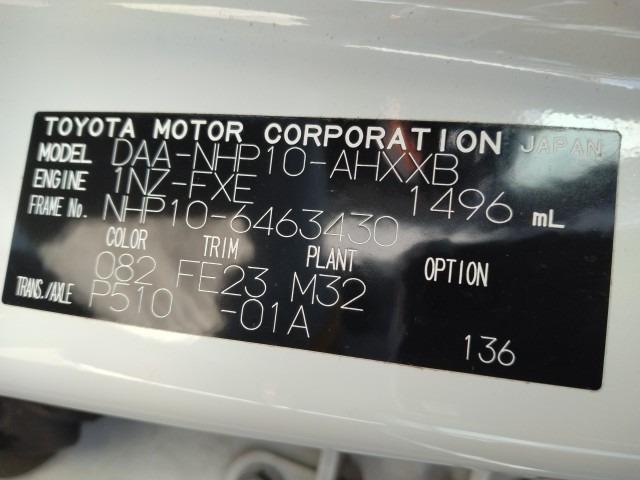 TOYOTA MOTOR CORPORATION JAPAN
MODEL DAA-NHP10-AHXXB
ENGINE 1NZ-FXE 1496 mL
FRAME No. NHP10-6463430
COLOR TRIM PLANT OPTION
082 FE23 M32
TRANS./AXLE P510 -01A
136